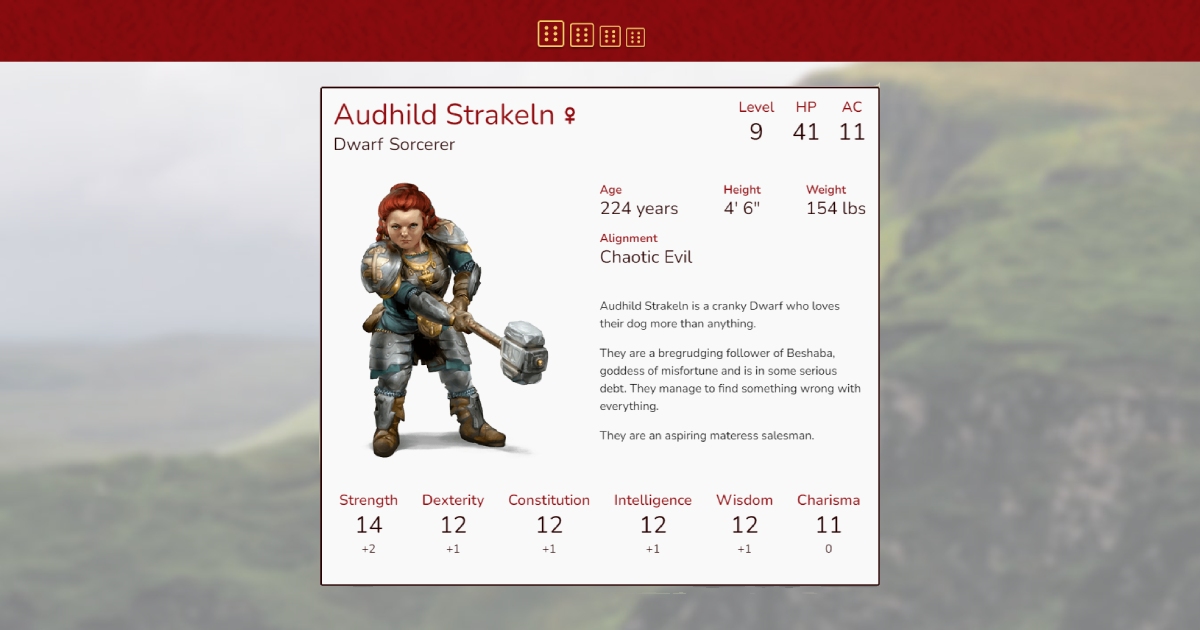 Audhild Strakeln ♀
Dwarf Sorcerer
Level HP AC
9 41 11
Age Height Weight
224 years 4' 6" 154 lbs
Alignment
Chaotic Evil
Audhild Strakeln is a cranky Dwarf who loves
their dog more than anything.
They are a bregrudging follower of Beshaba,
goddess of misfortune and is in some serious
debt. They manage to find something wrong with
everything.
They are an aspiring materess salesman.
Strength Dexterity Constitution Intelligence Wisdom Charisma
14 12 12 12 12 11
+2 +1 +1 +1 +1 0